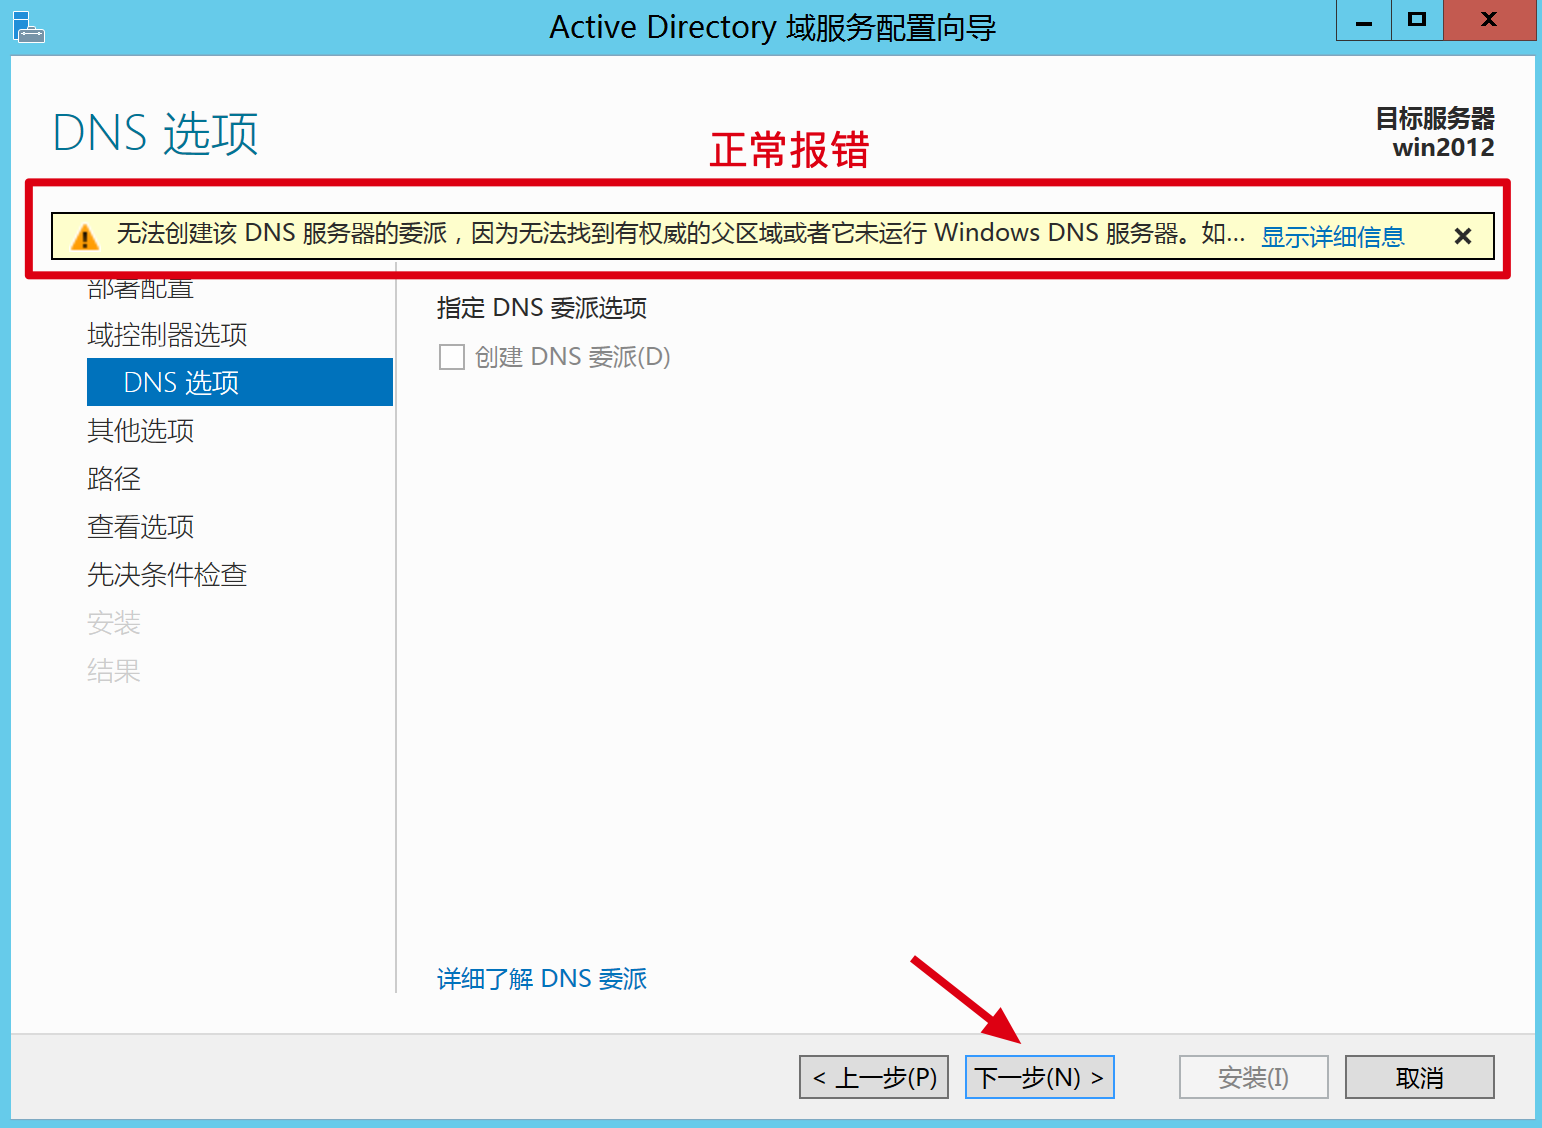 Active Directory 域服务配置向导
DNS 选项
正常报错
目标服务器
win2012
无法创建该 DNS 服务器的委派，因为无法找到有权威的父区域或者它未运行 Windows DNS 服务器。如... 显示详细信息
部署配置
域控制器选项
DNS 选项
其他选项
路径
查看选项
先决条件检查
安装
结果
指定 DNS 委派选项
创建 DNS 委派(D)
详细了解 DNS 委派
< 上一步(P)
下一步(N) >
安装(I)
取消